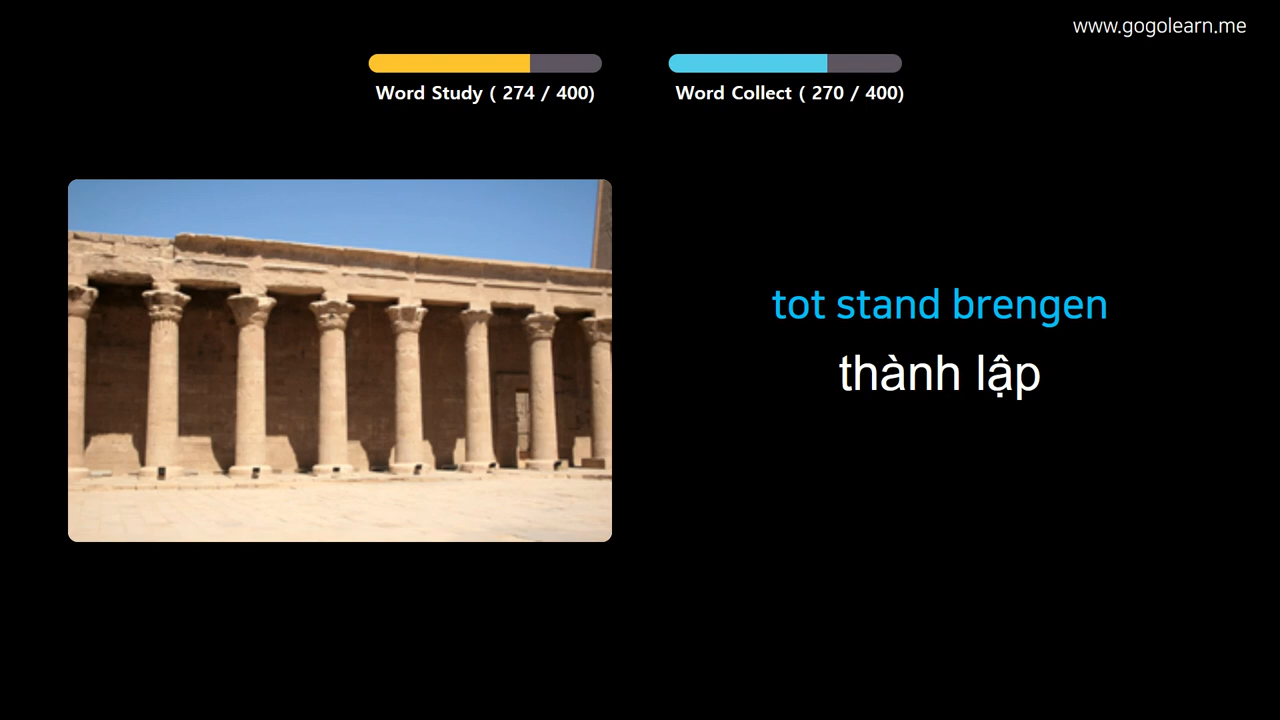 www.gogolearn.me
Word Study ( 274 / 400)
Word Collect ( 270 / 400)
tot stand brengen
thành lập